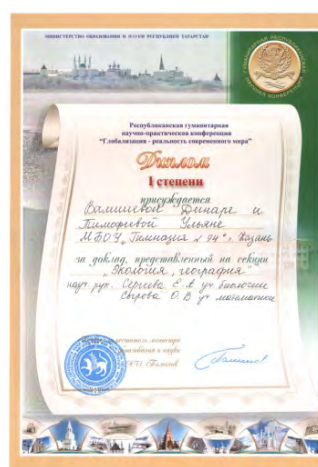 МИНИСТЕРСТВО ОБРАЗОВАНИЯ И НАУКИ РЕСПУБЛИКИ ТАТАРСТАН
Республиканская гуманитарная
научно-практическая конференция
"Глобализация - реальность современного мира"
Диплом
I степени
присуждается
Валишевой Динаре и
Тимофеевой Ульяне
МБОУ "Гимназия № 94" г. Казань
за доклад, представленный на секции
"Экология, география"
науч рук. Сергеева Е.А уч биологии
О.В уч математики